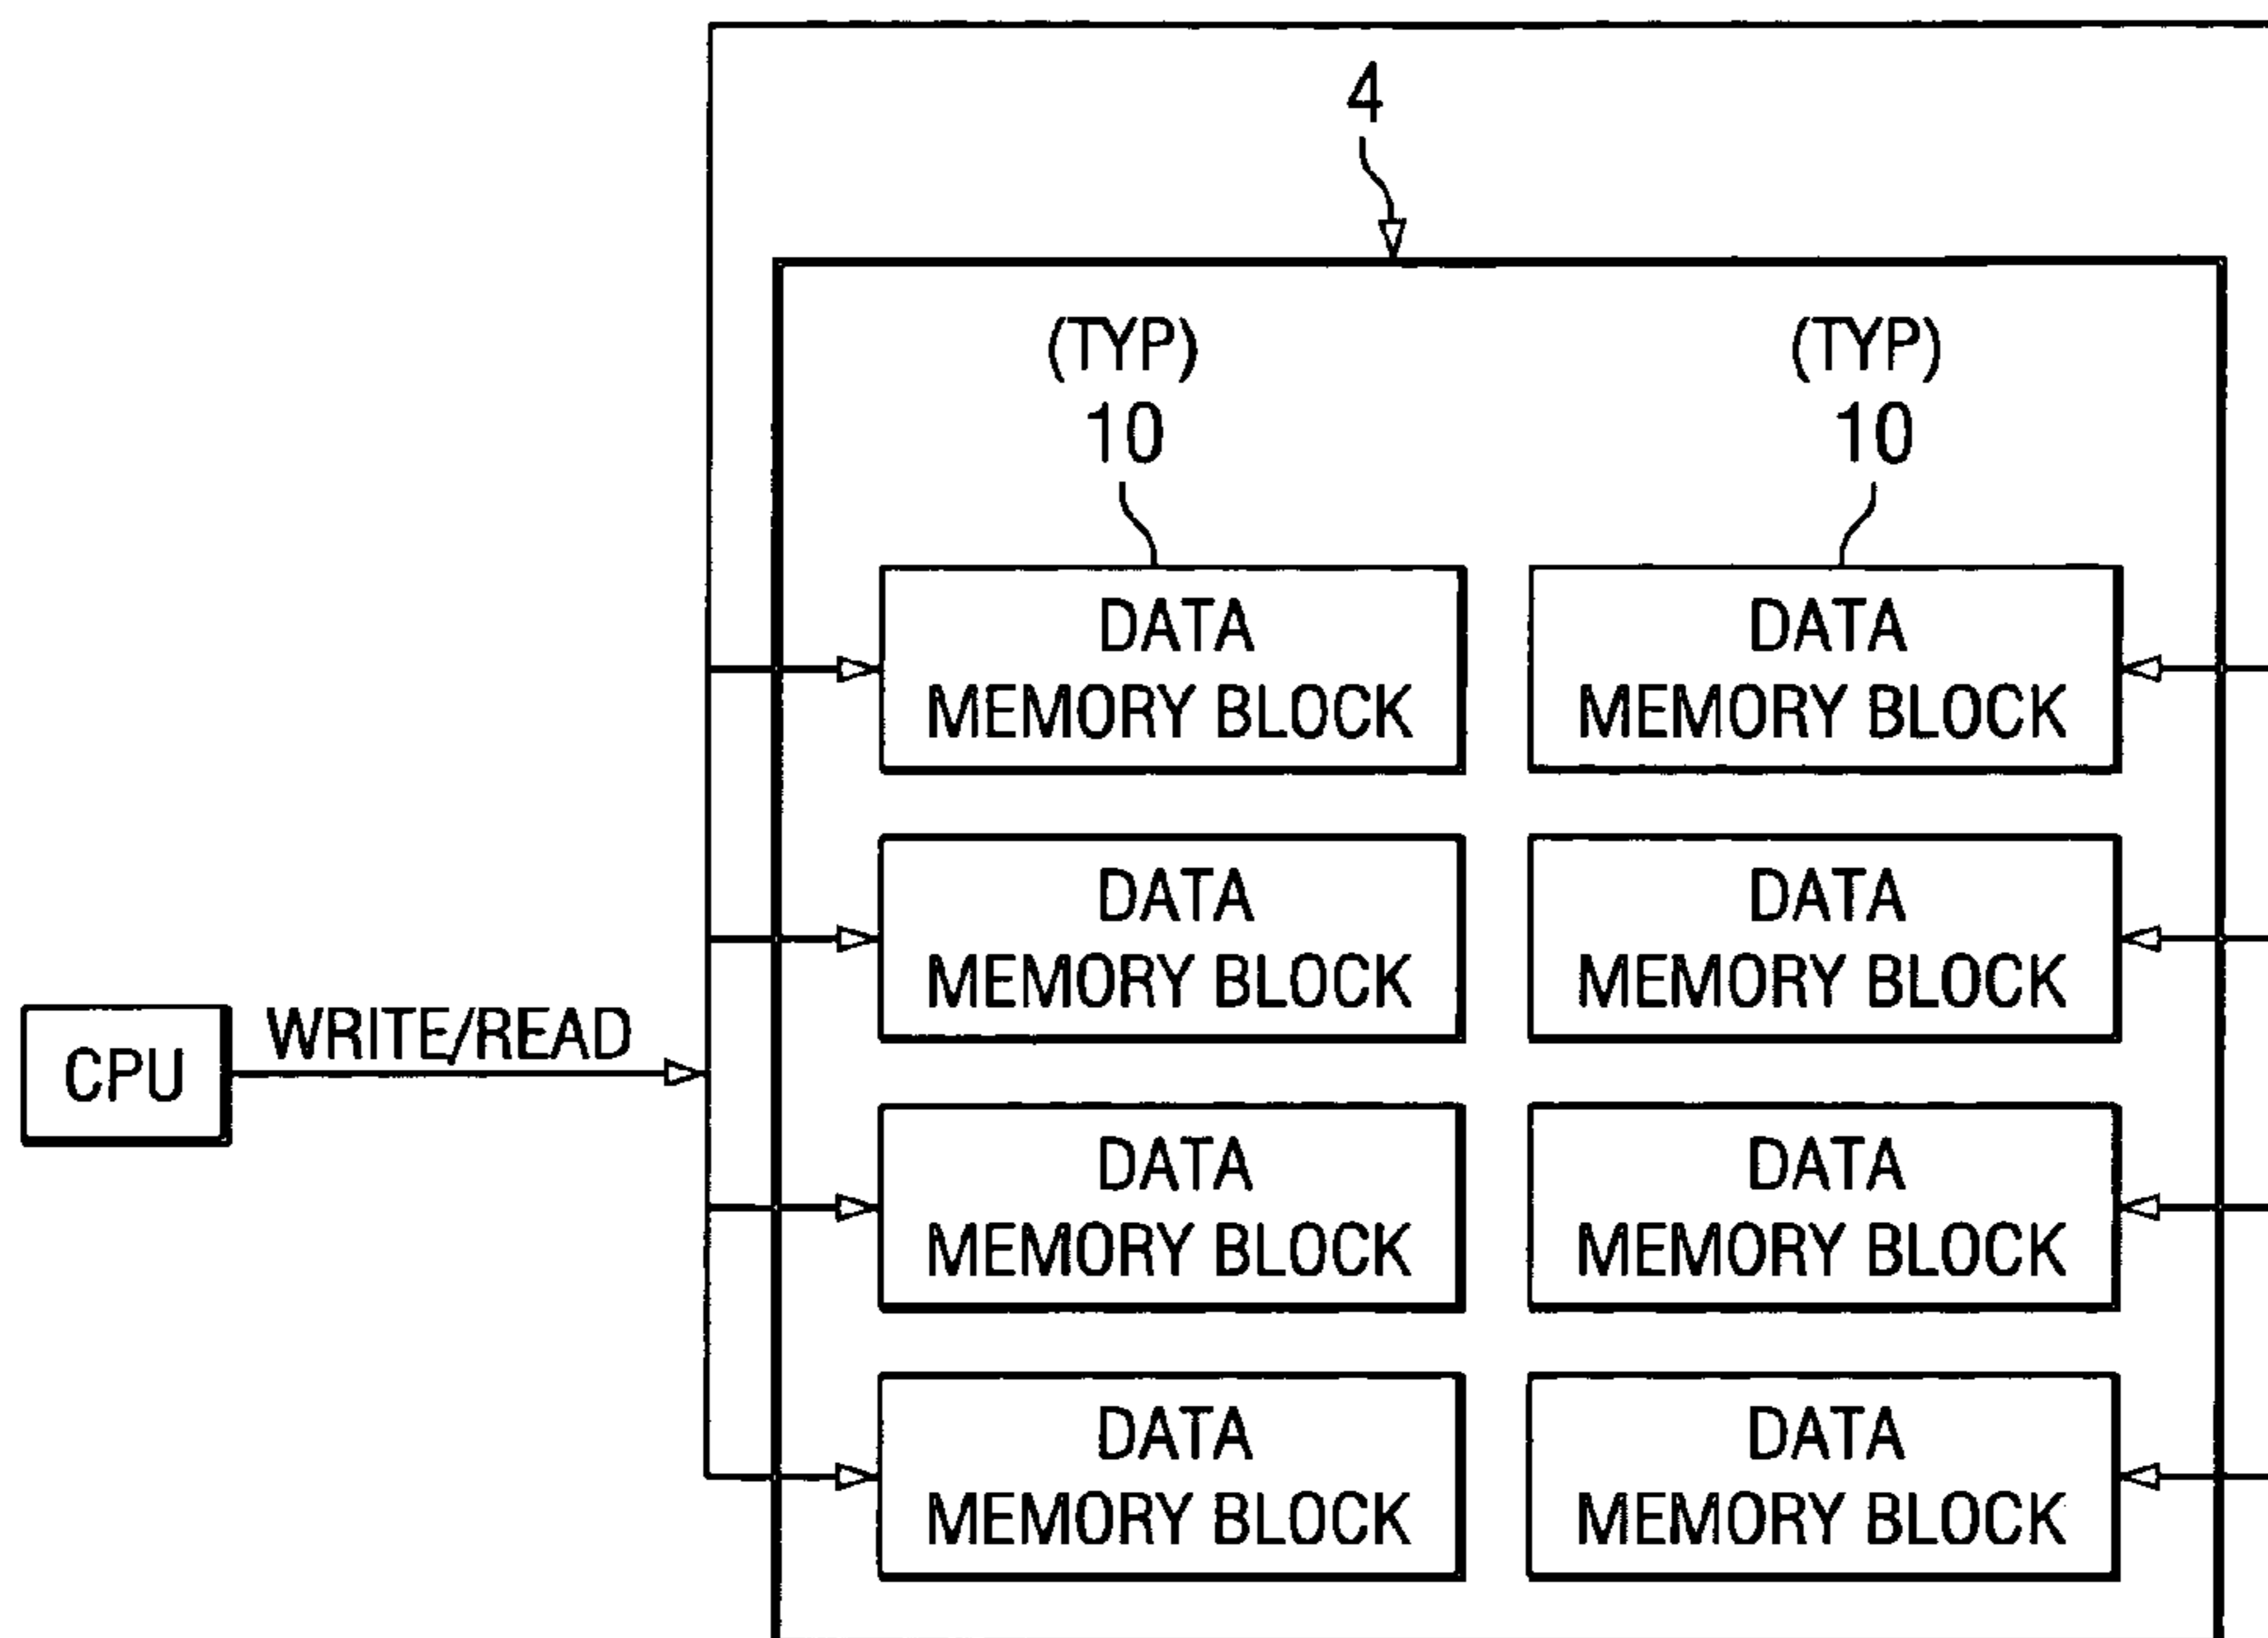 4
(TYP) (TYP)
10 10
DATA DATA
MEMORY BLOCK MEMORY BLOCK
DATA DATA
MEMORY BLOCK MEMORY BLOCK
WRITE/READ
CPU
DATA DATA
MEMORY BLOCK MEMORY BLOCK
DATA DATA
MEMORY BLOCK MEMORY BLOCK